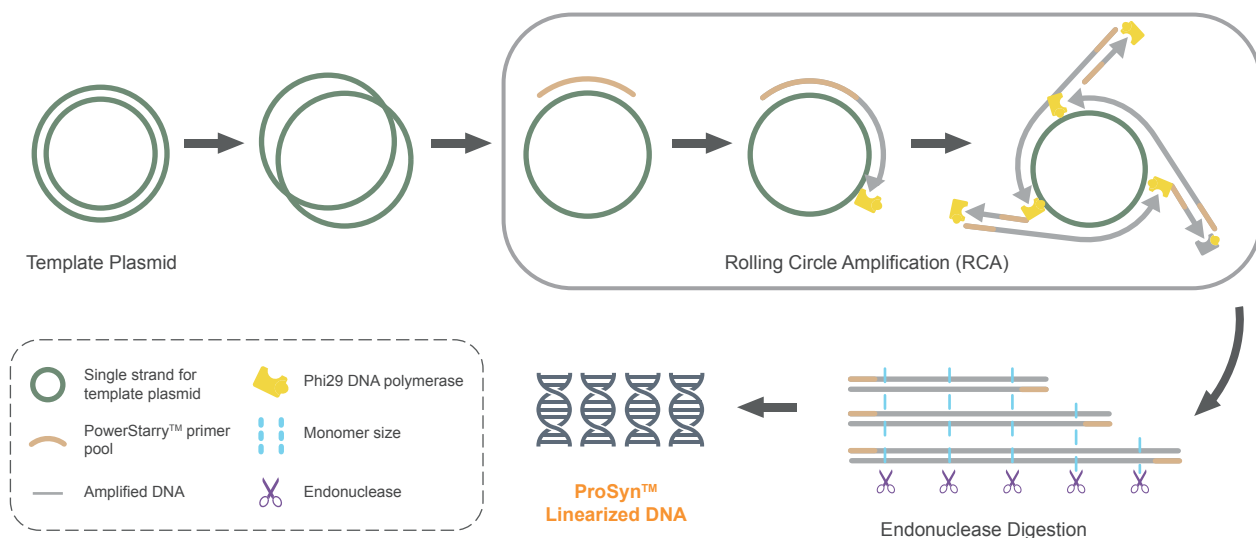 Template Plasmid
Rolling Circle Amplification (RCA)
Single strand for
template plasmid
PowerStarry™ primer
pool
Amplified DNA
Phi29 DNA polymerase
Monomer size
Endonuclease
ProSyn™
Linearized DNA
Endonuclease Digestion